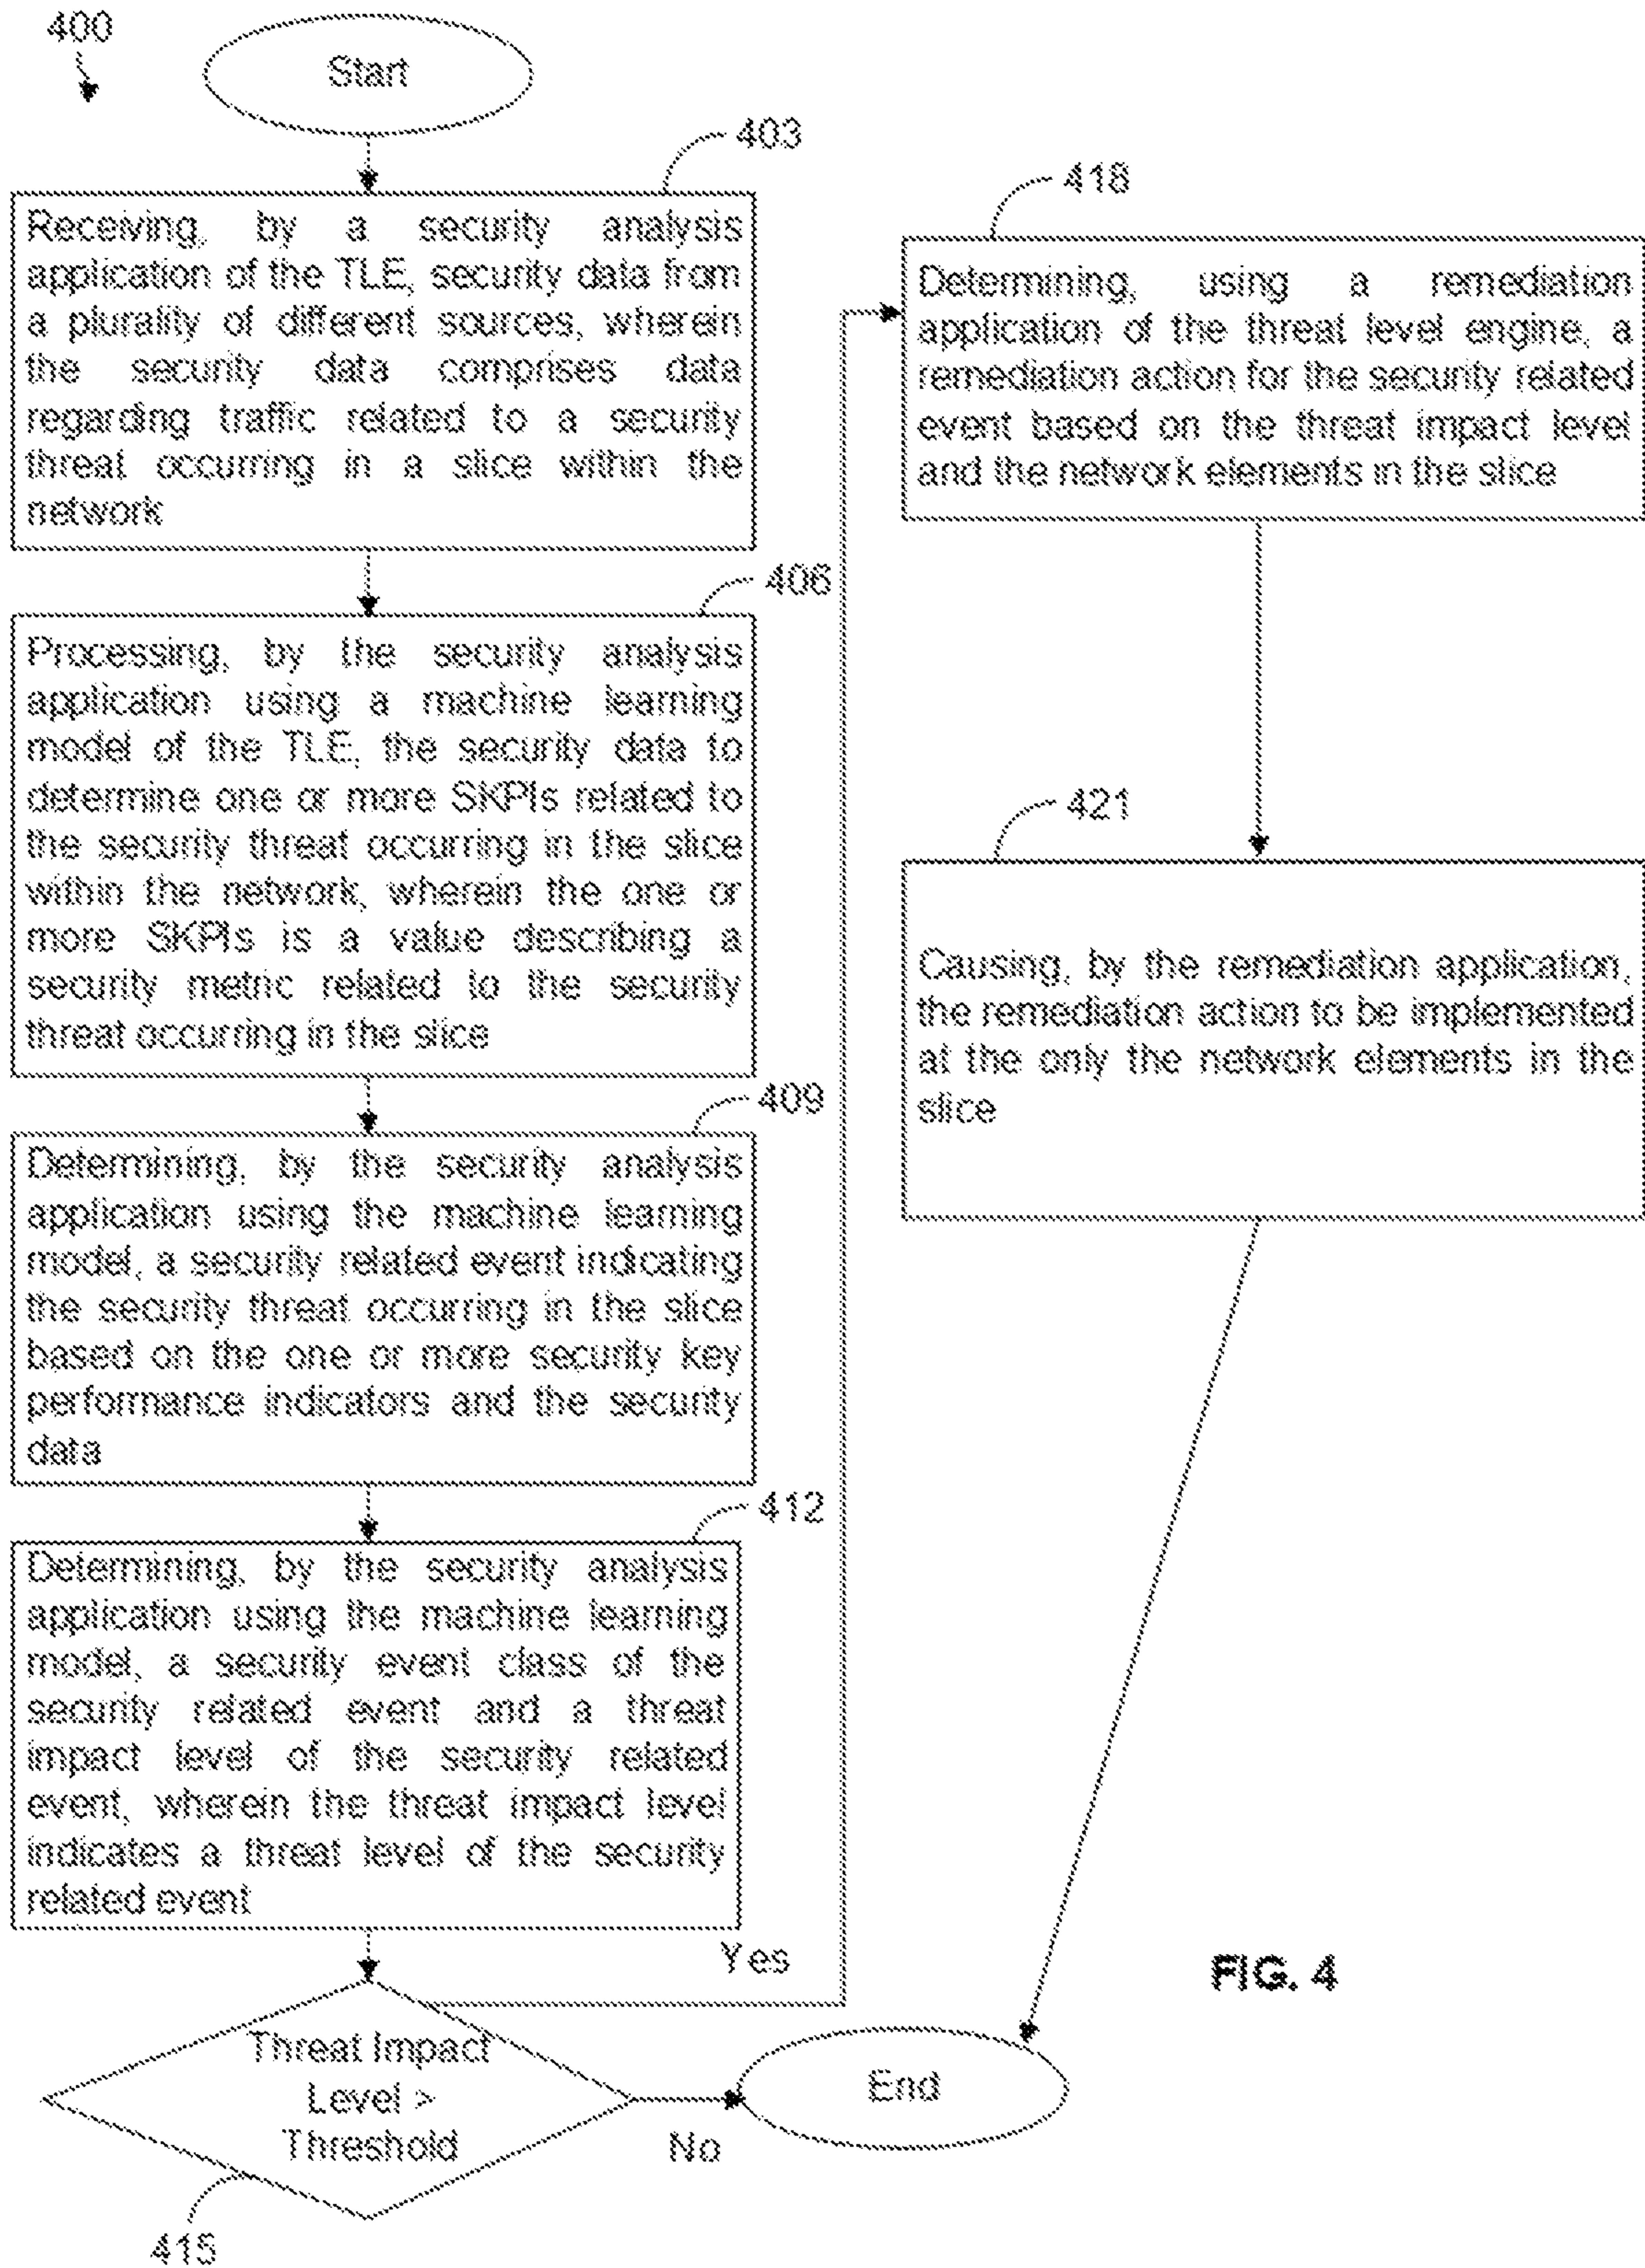 400
Start
403
Receiving, by a security analysis
application of the TLE, security data from
a plurality of different sources, wherein
the security data comprises data
regarding traffic related to a security
threat occurring in a slice within the
network
406
Processing, by the security analysis
application using a machine learning
model of the TLE, the security data to
determine one or more SKPIs related to
the security threat occurring in the slice
within the network, wherein the one or
more SKPIs is a value describing a
security metric related to the security
threat occurring in the slice
409
Determining, by the security analysis
application using the machine learning
model, a security related event indicating
the security threat occurring in the slice
based on the one or more security key
performance indicators and the security
data
412
Determining, by the security analysis
application using the machine learning
model, a security event class of the
security related event and a threat
impact level of the security related
event, wherein the threat impact level
indicates a threat level of the security
related event
Yes
Threat Impact
Level >
Threshold
No
415
418
Determining, using a remediation
application of the threat level engine, a
remediation action for the security related
event based on the threat impact level
and the network elements in the slice
421
Causing, by the remediation application,
the remediation action to be implemented
at the only the network elements in the
slice
End
FIG. 4